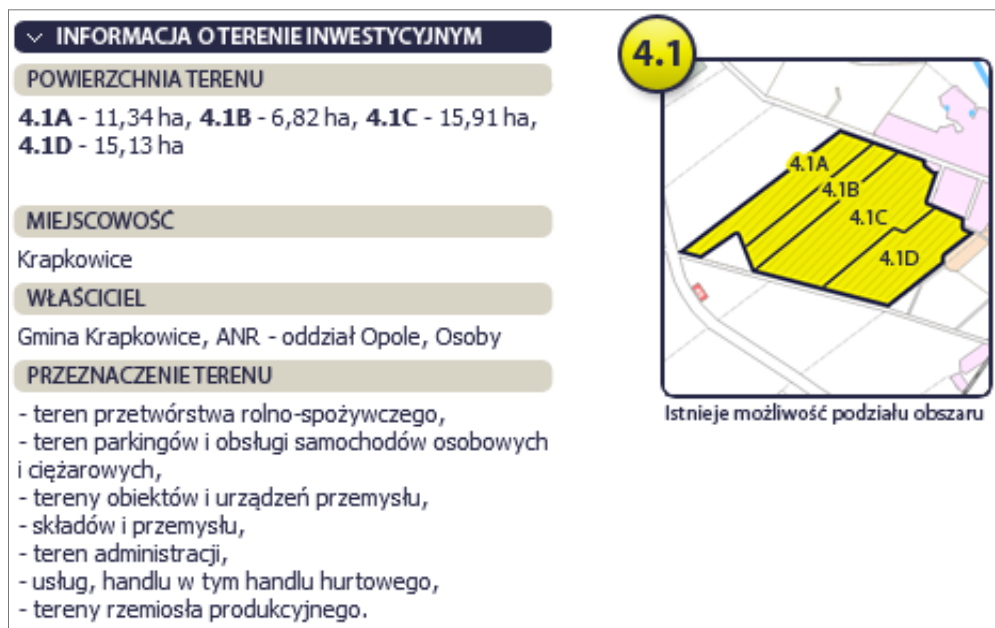 INFORMACJA O TERENIE INWESTYCYJNYM
POWIERZCHNIA TERENU
4.1A - 11,34 ha, 4.1B - 6,82 ha, 4.1C - 15,91 ha,
4.1D - 15,13 ha
MIEJSCOWOŚĆ
Krapkowice
WŁAŚCICIEL
Gmina Krapkowice, ANR - oddział Opole, Osoby
PRZEZNACZENIE TERENU
- teren przetwórstwa rolno-spożywczego,
- teren parkingów i obsługi samochodów osobowych
i ciężarowych,
- tereny obiektów i urządzeń przemysłu,
- składów i przemysłu,
- teren administracji,
- usług, handlu w tym handlu hurtowego,
- tereny rzemiosła produkcyjnego.
4.1
4.1A
4.1B
4.1C
4.1D
Istnieje możliwość podziału obszaru